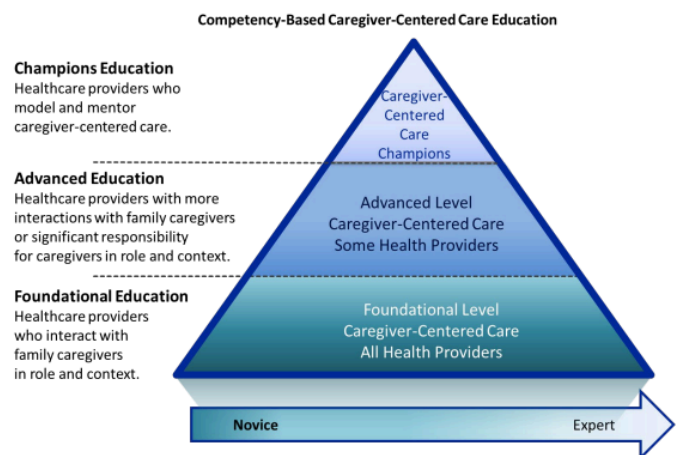 Competency-Based Caregiver-Centered Care Education
Champions Education
Healthcare providers who
model and mentor
caregiver-centered care.
Caregiver-
Centered
Care
Champions
Advanced Education
Healthcare providers with more
interactions with family caregivers
or significant responsibility
for caregivers in role and context.
Advanced Level
Caregiver-Centered Care
Some Health Providers
Foundational Education
Healthcare providers
who interact with
family caregivers
in role and context.
Foundational Level
Caregiver-Centered Care
All Health Providers
Novice
Expert